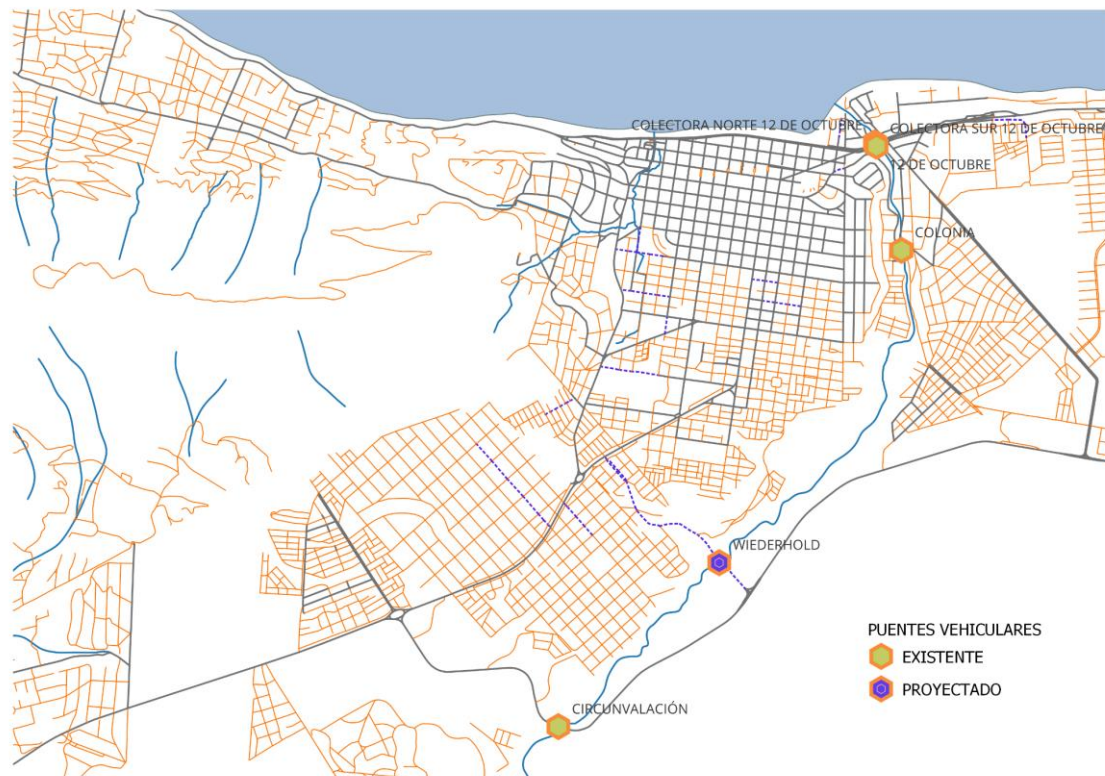 COLECTORA NORTE 12 DE OCTUBRE
COLECTORA SUR 12 DE OCTUBRE
12 DE OCTUBRE
COLONIA
WIEDERHOLD
PUENTES VEHICULARES
EXISTENTE
PROYECTADO
CIRCUNVALACIÓN